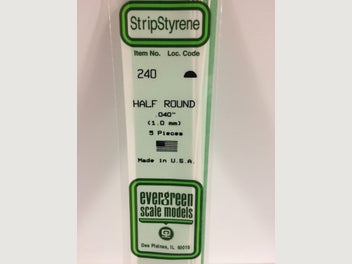 StripStyrene
Item No. Loc. Code
240
HALF ROUND
.040"
(1.0 mm)
5 Pieces
Made in U.S.A.
evergreen
scale models
Des Plaines, IL 60018